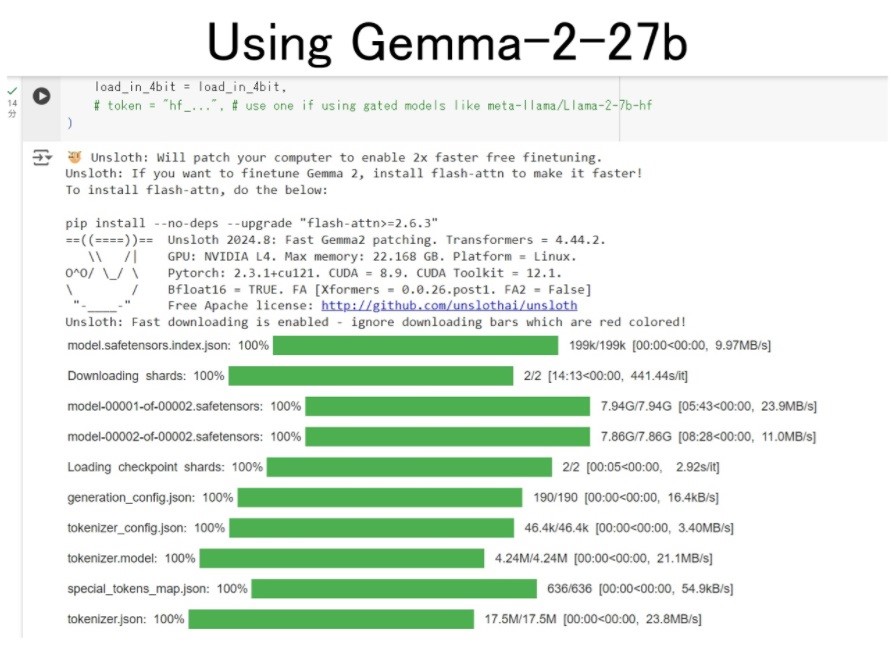 Using Gemma-2-27b
load_in_4bit = load_in_4bit,
# token = "hf_...", # use one if using gated models like meta-llama/Llama-2-7b-hf
)
14
分
🦥 Unsloth: Will patch your computer to enable 2x faster free finetuning.
Unsloth: If you want to finetune Gemma 2, install flash-attn to make it faster!
To install flash-attn, do the below:
pip install --no-deps --upgrade "flash-attn>=2.6.3"
==((====))==  Unsloth 2024.8: Fast Gemma2 patching. Transformers = 4.44.2.
   \\   /|    GPU: NVIDIA L4. Max memory: 22.168 GB. Platform = Linux.
O^O/ \_/ \    Pytorch: 2.3.1+cu121. CUDA = 8.9. CUDA Toolkit = 12.1.
\        /    Bfloat16 = TRUE. FA [Xformers = 0.0.26.post1. FA2 = False]
 "-____-"     Free Apache license: http://github.com/unslothai/unsloth
Unsloth: Fast downloading is enabled - ignore downloading bars which are red colored!
model.safetensors.index.json: 100% 199k/199k [00:00<00:00, 9.97MB/s]
Downloading shards: 100% 2/2 [14:13<00:00, 441.44s/it]
model-00001-of-00002.safetensors: 100% 7.94G/7.94G [05:43<00:00, 23.9MB/s]
model-00002-of-00002.safetensors: 100% 7.86G/7.86G [08:28<00:00, 11.0MB/s]
Loading checkpoint shards: 100% 2/2 [00:05<00:00, 2.92s/it]
generation_config.json: 100% 190/190 [00:00<00:00, 16.4kB/s]
tokenizer_config.json: 100% 46.4k/46.4k [00:00<00:00, 3.40MB/s]
tokenizer.model: 100% 4.24M/4.24M [00:00<00:00, 21.1MB/s]
special_tokens_map.json: 100% 636/636 [00:00<00:00, 54.9kB/s]
tokenizer.json: 100% 17.5M/17.5M [00:00<00:00, 23.8MB/s]